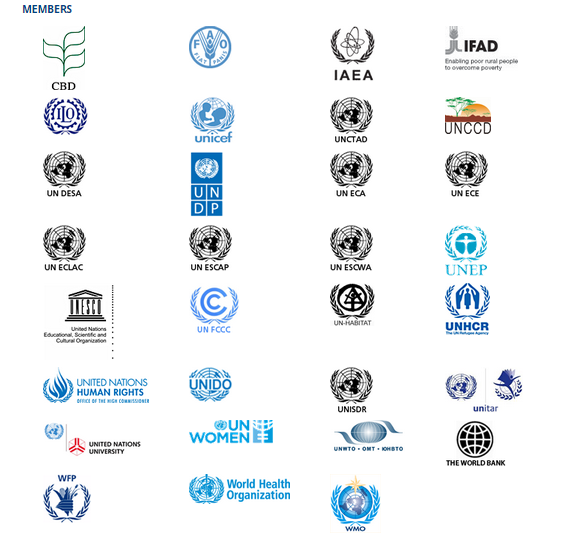 MEMBERS
FAO
FIAT PANIS
CBD
IAEA
IFAD
Enabling poor rural people
to overcome poverty
ILO
unicef
UNCTAD
UNCCD
UN DESA
UN
DP
UN ECA
UN ECE
UN ECLAC
UN ESCAP
UN ESCWA
UNEP
UNESCO
United Nations
Educational, Scientific and
Cultural Organization
UN FCCC
UN-HABITAT
UNHCR
The UN Refugee Agency
UNITED NATIONS
HUMAN RIGHTS
OFFICE OF THE HIGH COMMISSIONER
UNIDO
UNISDR
unitar
UNITED NATIONS
UNIVERSITY
UN
WOMEN
UNWTO • OMT • ЮНВТО
THE WORLD BANK
WFP
World Health
Organization
WMO